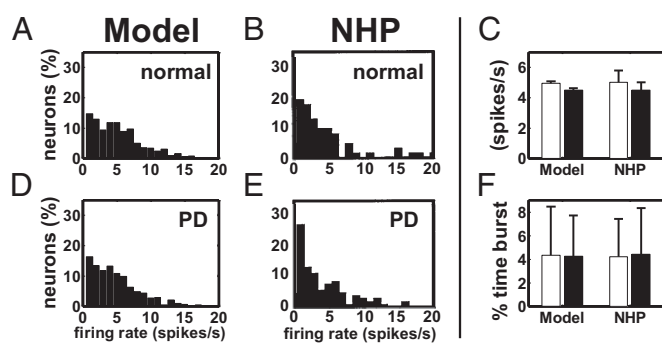 A Model B NHP C
neurons (%)
30
20
10
0
0 5 10 15 20
normal
30
20
10
0
0 5 10 15 20
normal
(spikes/s)
6
4
2
0
Model NHP
D E F
neurons (%)
30
20
10
0
0 5 10 15 20
firing rate (spikes/s)
PD
30
20
10
0
0 5 10 15 20
firing rate (spikes/s)
PD
% time burst
8
6
4
2
0
Model NHP